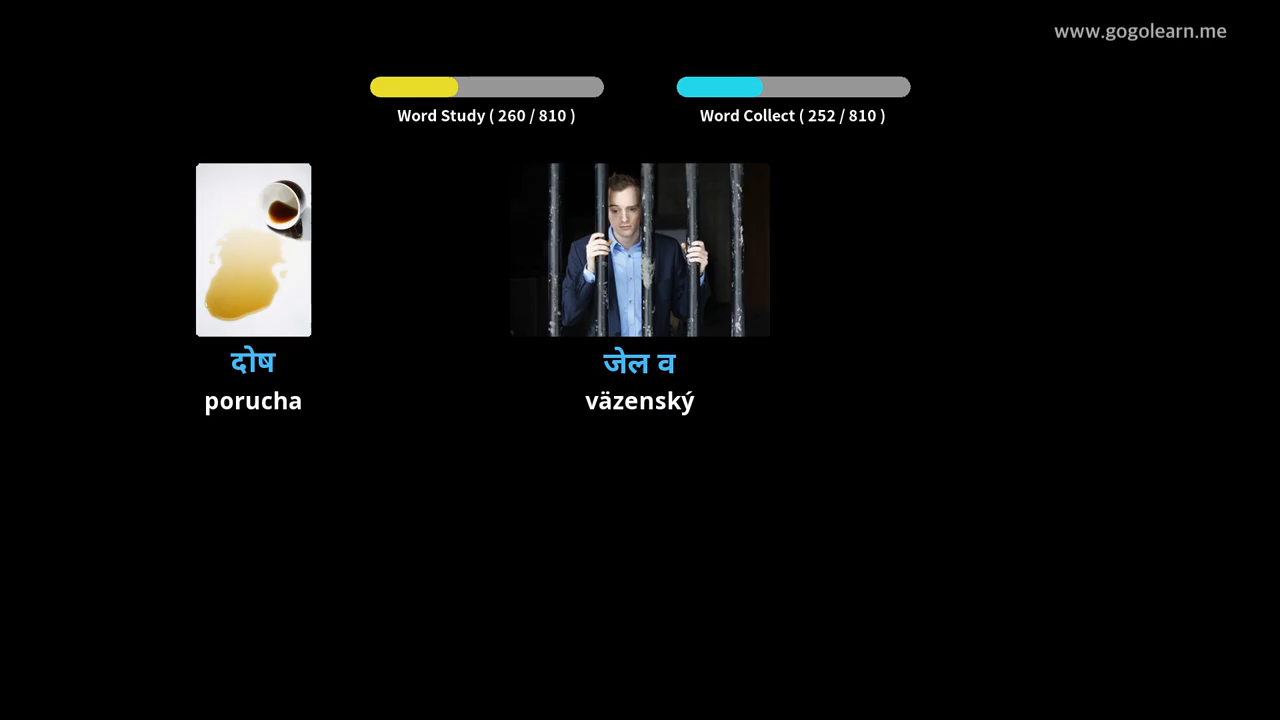 www.gogolearn.me
Word Study ( 260 / 810 )
Word Collect ( 252 / 810 )
दोष
जेल व
porucha
väzenský